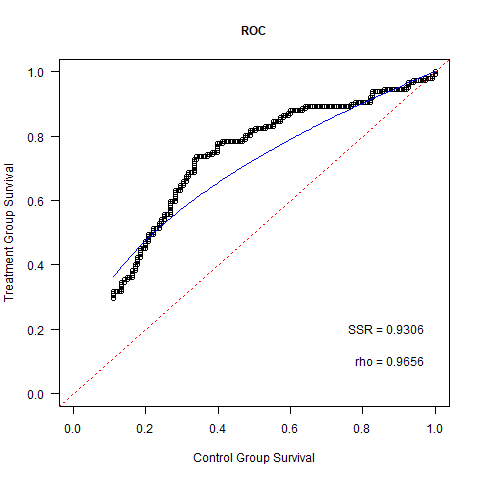 ROC
Treatment Group Survival
1.0
0.8
0.6
0.4
0.2
0.0
SSR = 0.9306
rho = 0.9656
0.0 0.2 0.4 0.6 0.8 1.0
Control Group Survival